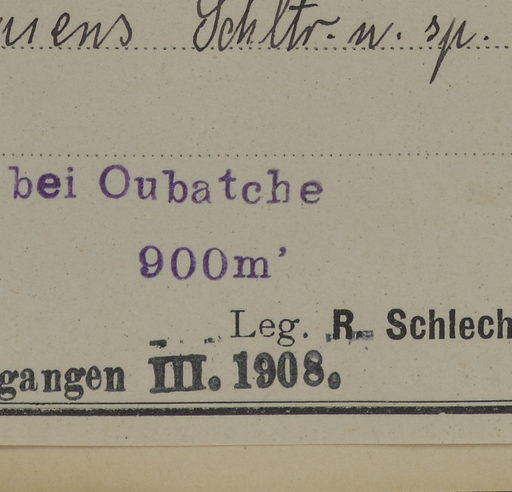 Schltr. n. sp.
bei Oubatche
900m'
Leg. R. Schlech
gangen III. 1908.